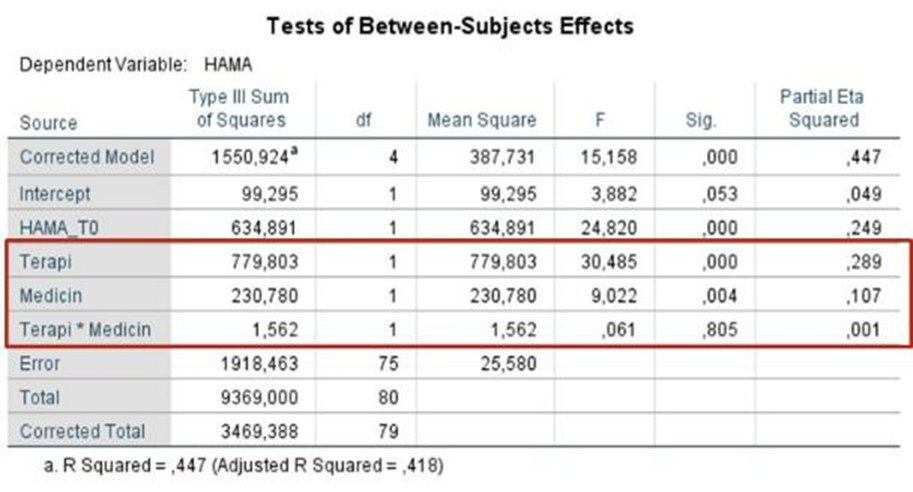 Tests of Between-Subjects Effects
Dependent Variable: HAMA
Source Type III Sum of Squares df Mean Square F Sig. Partial Eta Squared
Corrected Model 1550,924a 4 387,731 15,158 ,000 ,447
Intercept 99,295 1 99,295 3,882 ,053 ,049
HAMA_T0 634,891 1 634,891 24,820 ,000 ,249
Terapi 779,803 1 779,803 30,485 ,000 ,289
Medicin 230,780 1 230,780 9,022 ,004 ,107
Terapi * Medicin 1,562 1 1,562 ,061 ,805 ,001
Error 1918,463 75 25,580
Total 9369,000 80
Corrected Total 3469,388 79
a. R Squared = ,447 (Adjusted R Squared = ,418)